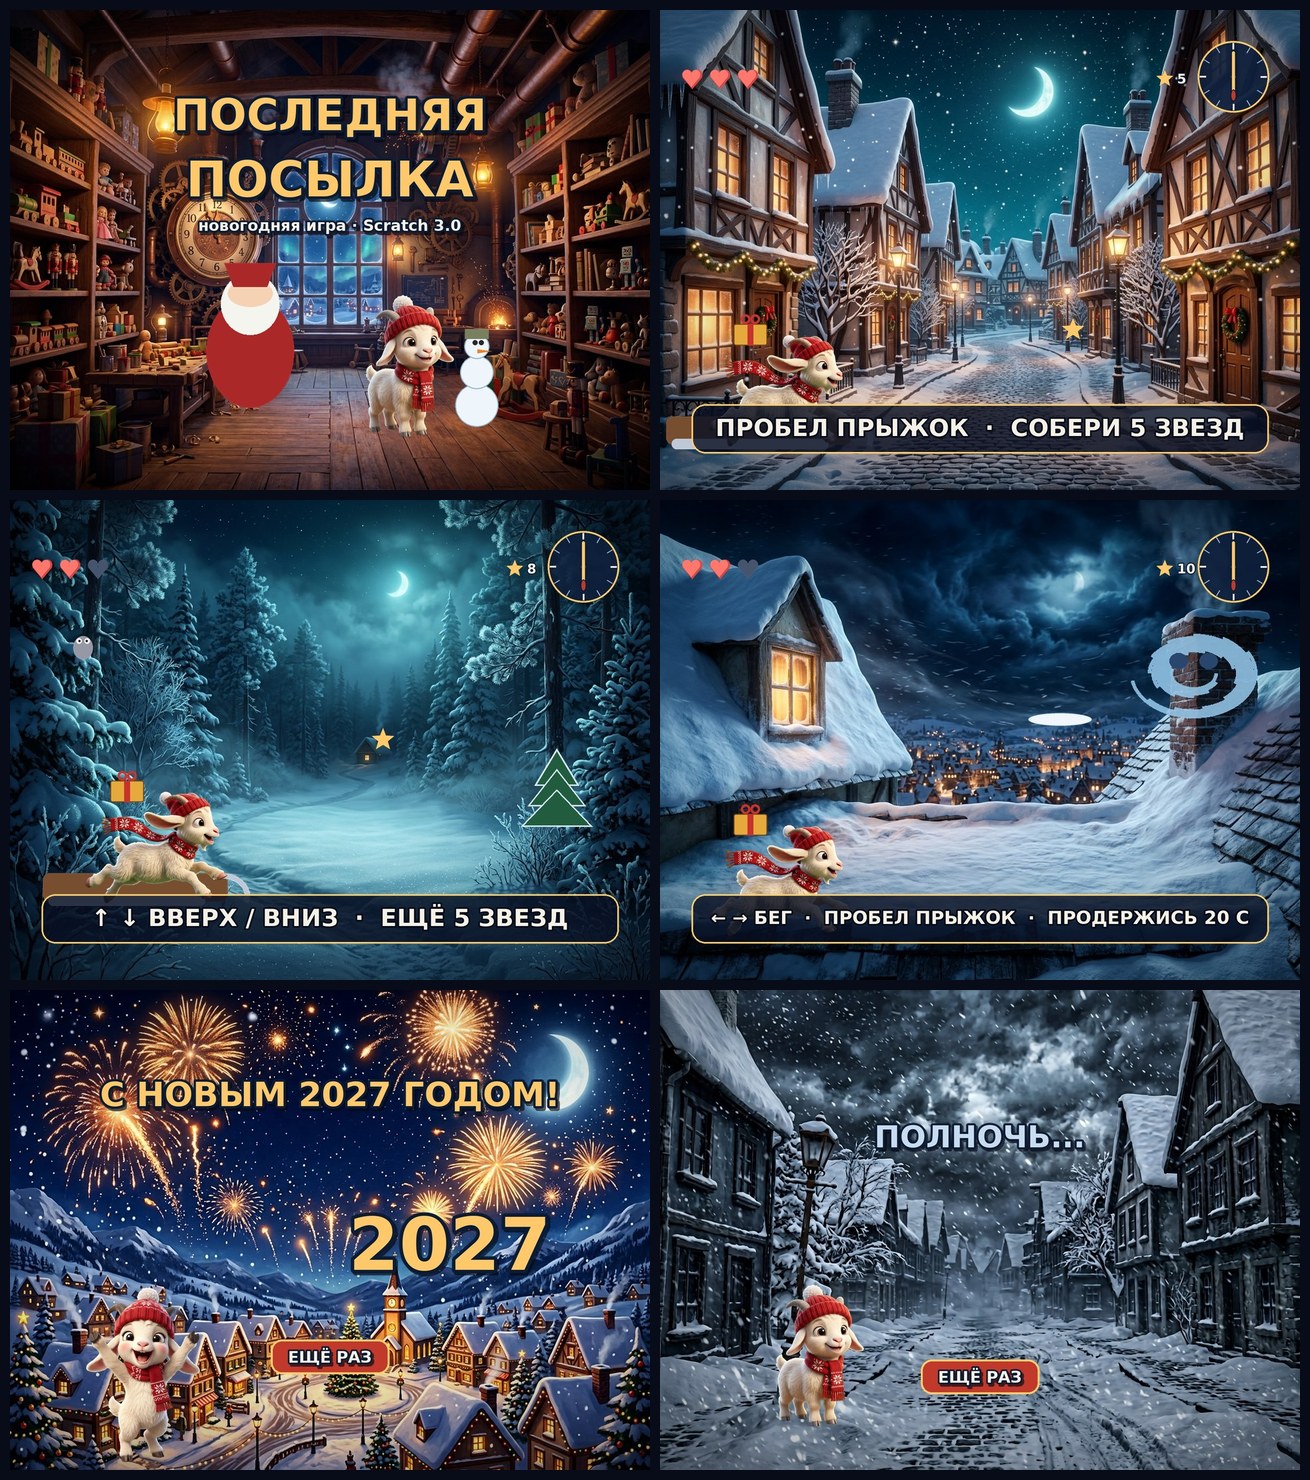 ПОСЛЕДНЯЯ
ПОСЫЛКА
новогодняя игра · Scratch 3.0
5
ПРОБЕЛ ПРЫЖОК · СОБЕРИ 5 ЗВЕЗД
8
↑ ↓ ВВЕРХ / ВНИЗ · ЕЩЁ 5 ЗВЕЗД
10
← → БЕГ · ПРОБЕЛ ПРЫЖОК · ПРОДЕРЖИСЬ 20 С
С НОВЫМ 2027 ГОДОМ!
2027
ЕЩЁ РАЗ
ПОЛНОЧЬ...
ЕЩЁ РАЗ